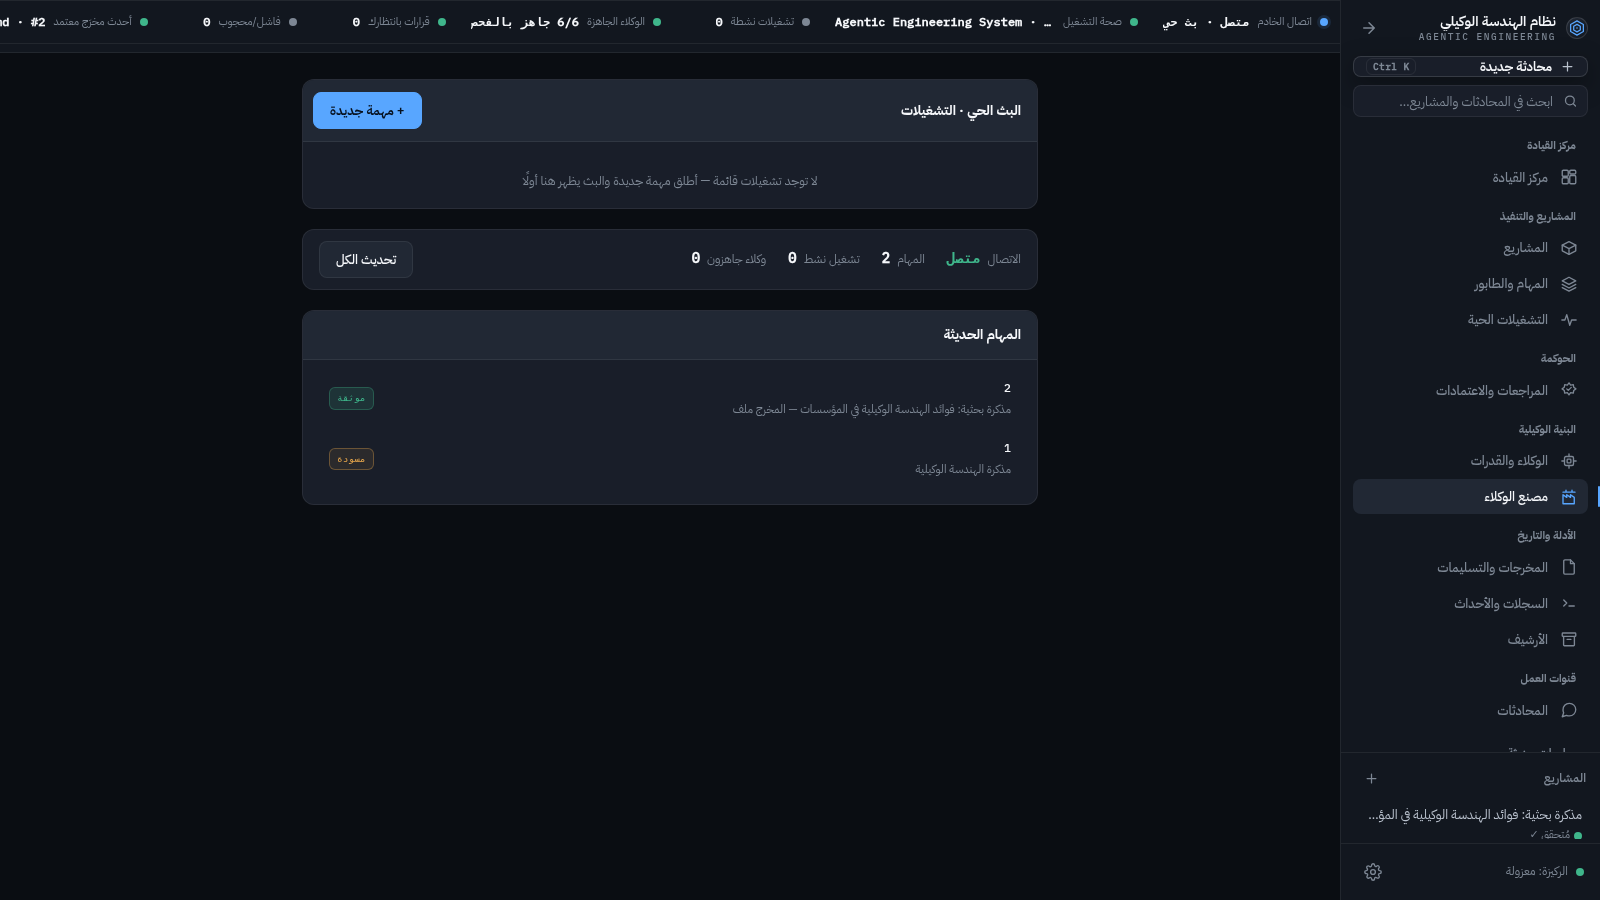 نظام الهندسة الوكيلي
AGENTIC ENGINEERING
محادثة جديدة
Ctrl K
ابحث في المحادثات والمشاريع...
مركز القيادة
مركز القيادة
المشاريع والتنفيذ
المشاريع
المهام والطابور
التشغيلات الحية
الحوكمة
المراجعات والاعتمادات
البنية الوكيلية
الوكلاء والقدرات
مصنع الوكلاء
الأدلة والتاريخ
المخرجات والتسليمات
السجلات والأحداث
الأرشيف
قنوات العمل
المحادثات
المشاريع
مذكرة بحثية: فوائد الهندسة الوكيلية في المؤ...
مُتحققة ✓
الركيزة: معزولة
اتصال الخادم متصل · بث حي
صحة التشغيل Agentic Engineering System · …
تشغيلات نشطة 0
الوكلاء الجاهزة 6/6 جاهز بالفحص
قرارات بانتظارك 0
فاشل/محجوب 0
أحدث مخرج معتمد #2 ·
البث الحي · التشغيلات
+ مهمة جديدة
لا توجد تشغيلات قائمة — أطلق مهمة جديدة والبث يظهر هنا أولًا
الاتصال متصل المهام 2 تشغيل نشط 0 وكلاء جاهزون 0
تحديث الكل
المهام الحديثة
2
مذكرة بحثية: فوائد الهندسة الوكيلية في المؤسسات — المخرج ملف
موثقة
1
مذكرة الهندسة الوكيلية
مسودة